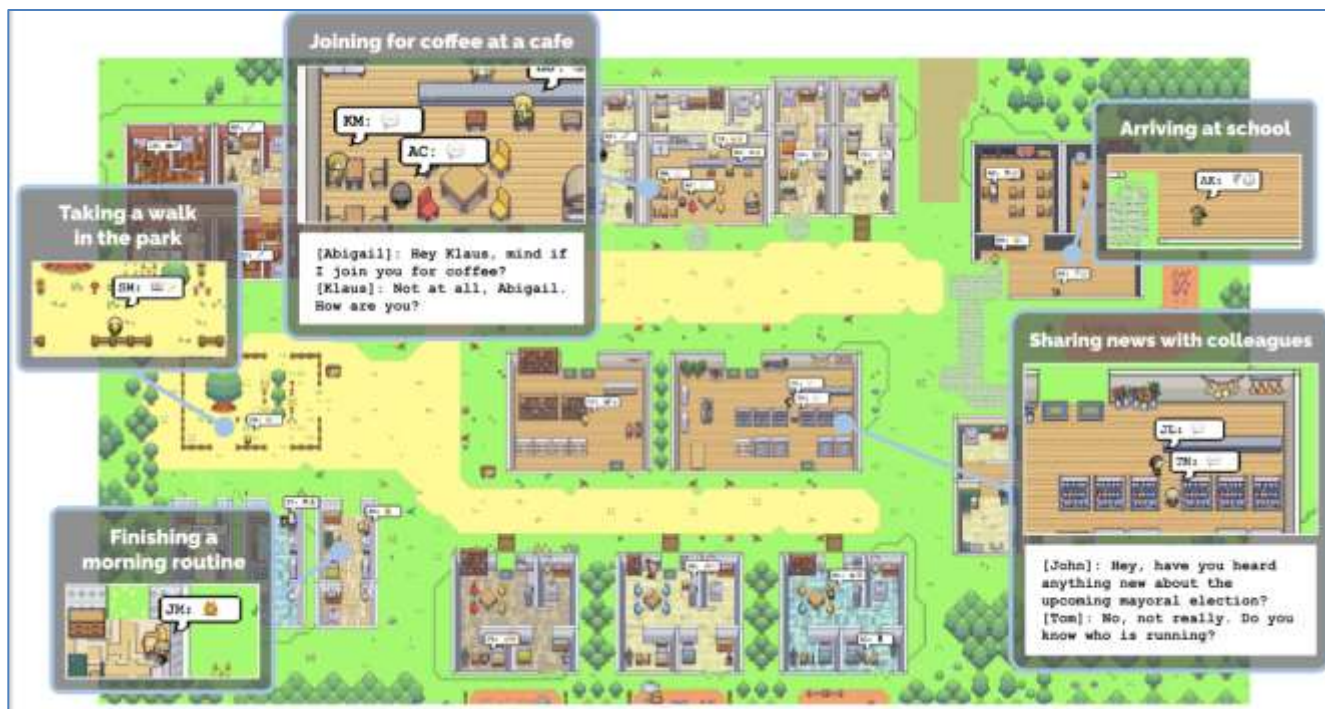 Joining for coffee at a cafe
KM:
AC:
[Abigail]: Hey Klaus, mind if
I join you for coffee?
[Klaus]: Not at all, Abigail.
How are you?
Taking a walk
in the park
SM:
Arriving at school
AK:
Sharing news with colleagues
JL:
TM:
[John]: Hey, have you heard
anything new about the
upcoming mayoral election?
[Tom]: No, not really. Do you
know who is running?
Finishing a
morning routine
JM: